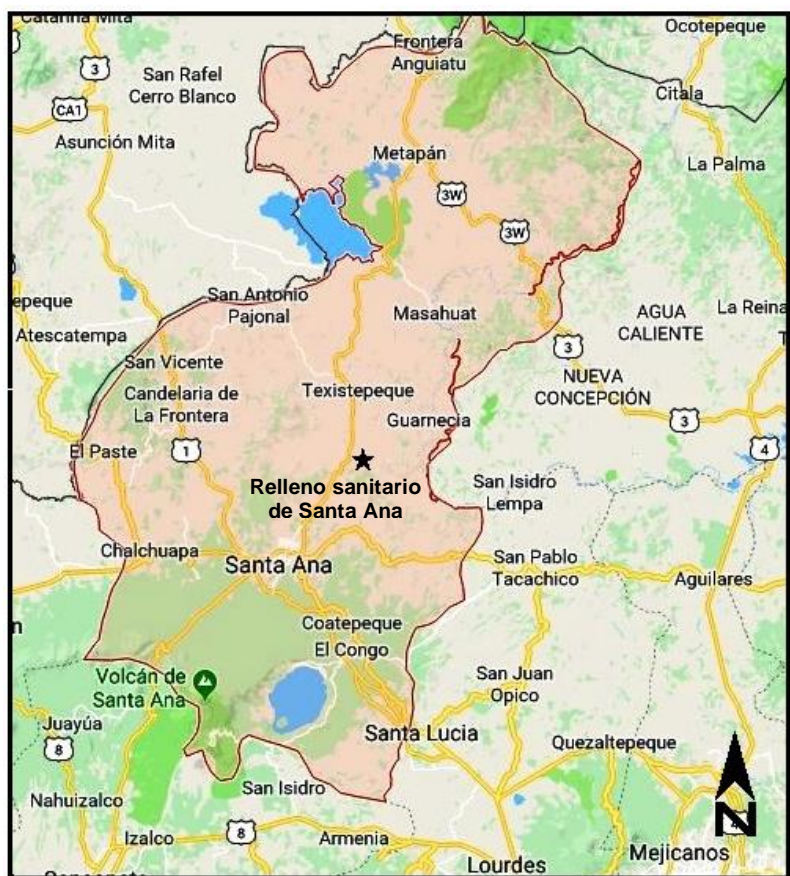 Catarina Mita
Ocotepeque
Frontera
Anguiatu
3
San Rafel
Cerro Blanco
Citala
CA1
Asunción Mita
Metapán
La Palma
3W
3W
epeque
San Antonio
Pajonal
Masahuat
AGUA
CALIENTE
La Reina
Atescatempa
San Vicente
3
Candelaria de
La Frontera
Texistepeque
NUEVA
CONCEPCIÓN
Guarnecia
3
El Paste
1
4
Relleno sanitario
de Santa Ana
San Isidro
Lempa
Chalchuapa
Santa Ana
San Pablo
Tacachico
Aguilares
n
Coatepeque
El Congo
Volcán de
Santa Ana
San Juan
Opico
Juayúa
Santa Lucia
8
Quezaltepeque
San Isidro
Nahuizalco
N
4
Izalco
8
Armenia
Mejicanos
Lourdes